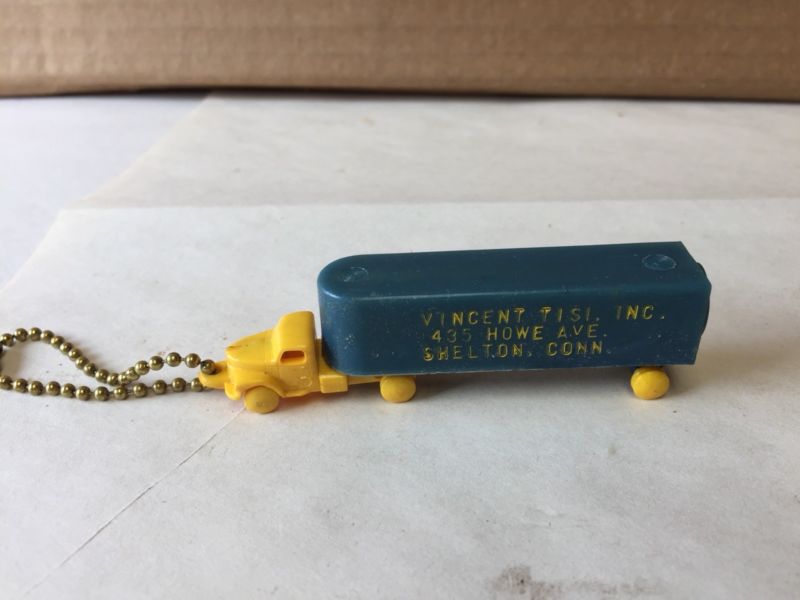 VINCENT TISI, INC.
435 HOWE AVE.
SHELTON, CONN.